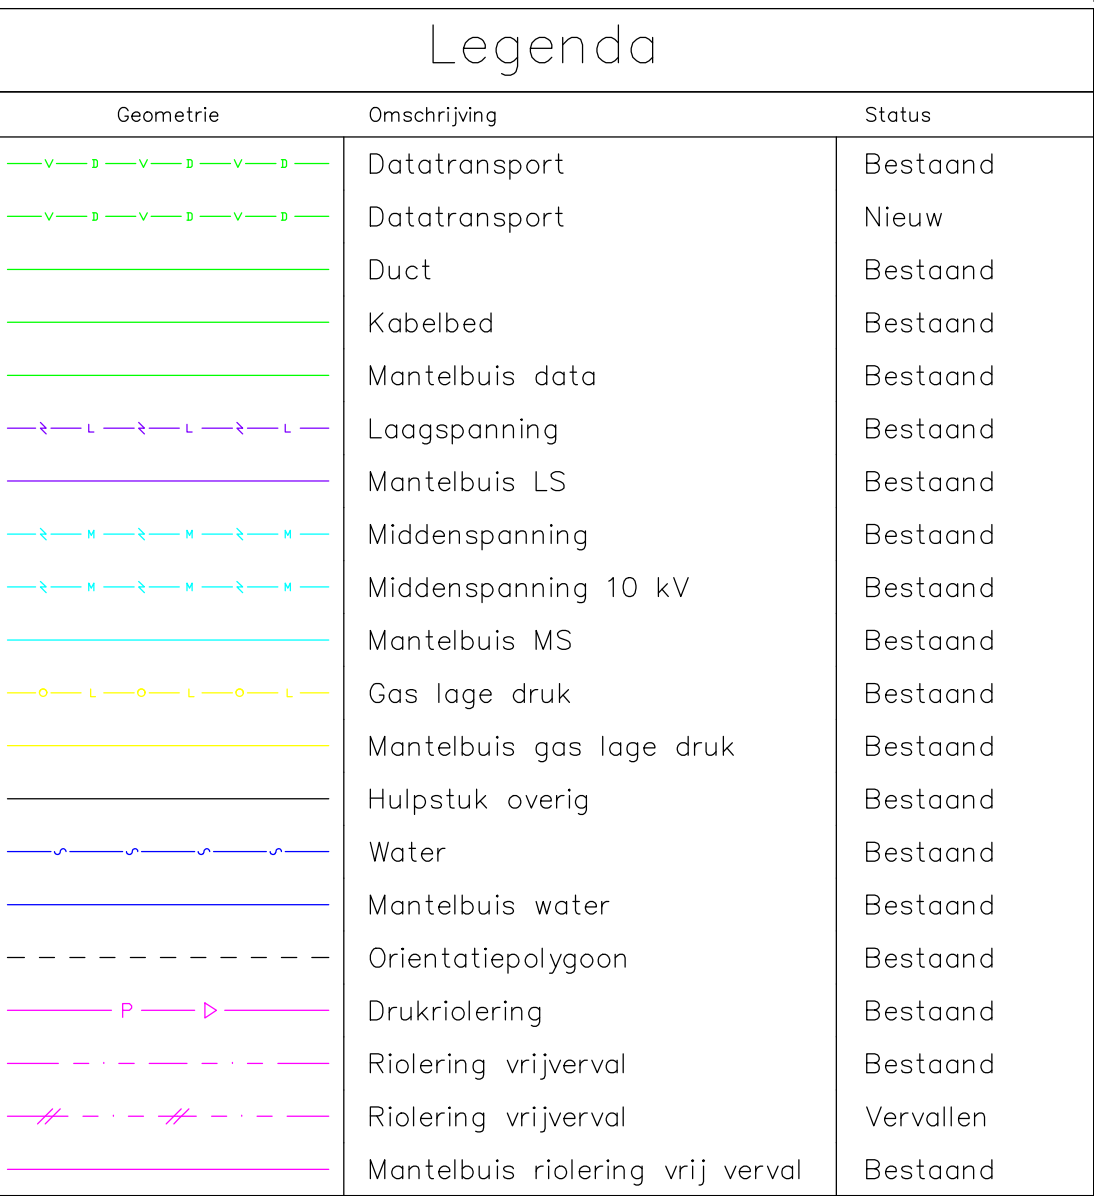 Legenda
Geometrie Omschrijving Status
V D V D V D Datatransport Bestaand
V D V D V D Datatransport Nieuw
Duct Bestaand
Kabelbed Bestaand
Mantelbuis data Bestaand
L L L Laagspanning Bestaand
Mantelbuis LS Bestaand
M M M Middenspanning Bestaand
M M M Middenspanning 10 kV Bestaand
Mantelbuis MS Bestaand
O L O L O L Gas lage druk Bestaand
Mantelbuis gas lage druk Bestaand
Hulpstuk overig Bestaand
Water Bestaand
Mantelbuis water Bestaand
Orientatiepolygoon Bestaand
P Drukriolering Bestaand
Riolering vrijverval Bestaand
Riolering vrijverval Vervallen
Mantelbuis riolering vrij verval Bestaand